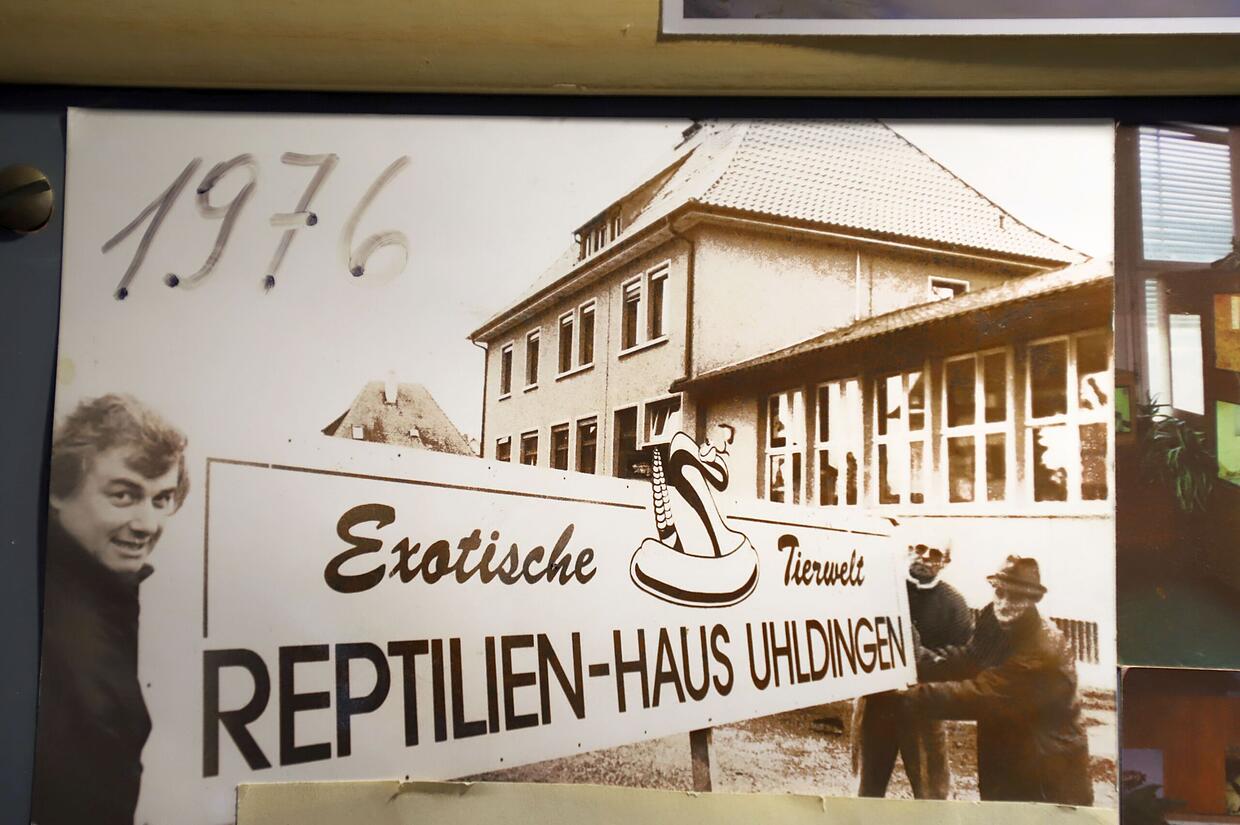 1976
Exotische Tierwelt
REPTILIEN-HAUS UHLDINGEN